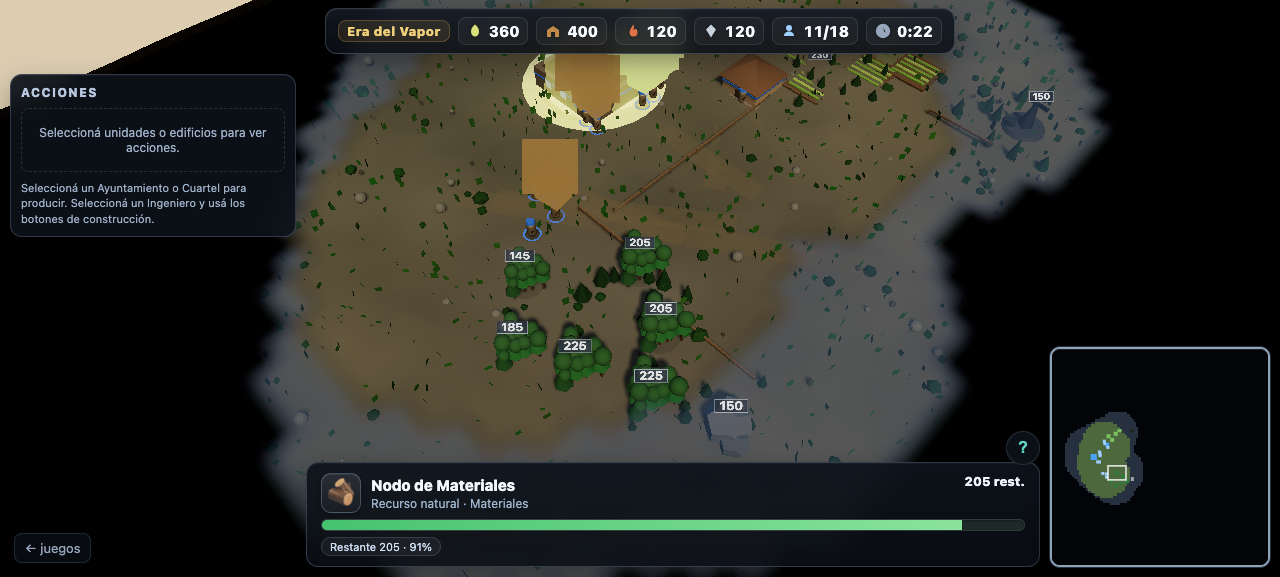 Era del Vapor 360 400 120 120 11/18 0:22
230
150
ACCIONES
Seleccioná unidades o edificios para ver
acciones.
Seleccioná un Ayuntamiento o Cuartel para
producir. Seleccioná un Ingeniero y usá los
botones de construcción.
205
145
205
185
225
225
150
?
Nodo de Materiales
205 rest.
Recurso natural · Materiales
Restante 205 · 91%
← juegos